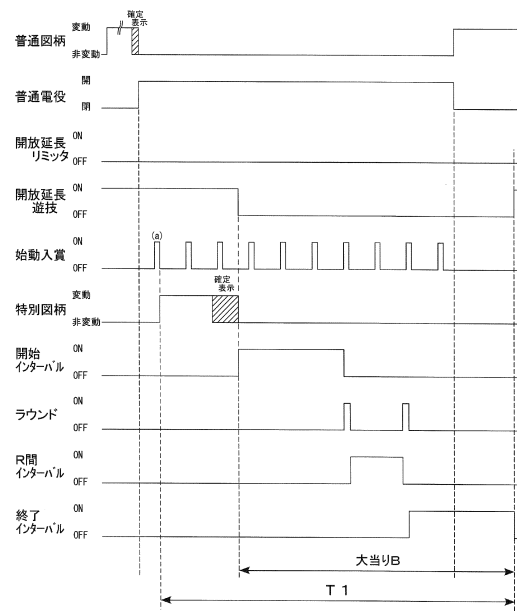 確定
表示
普通図柄
変動
非変動
普通電役
開
閉
開放延長
リミッタ
ON
OFF
開放延長
遊技
ON
OFF
始動入賞
ON
OFF
(a)
確定
表示
特別図柄
変動
非変動
開始
インターバル
ON
OFF
ラウンド
ON
OFF
R間
インターバル
ON
OFF
終了
インターバル
ON
OFF
大当りB
T1